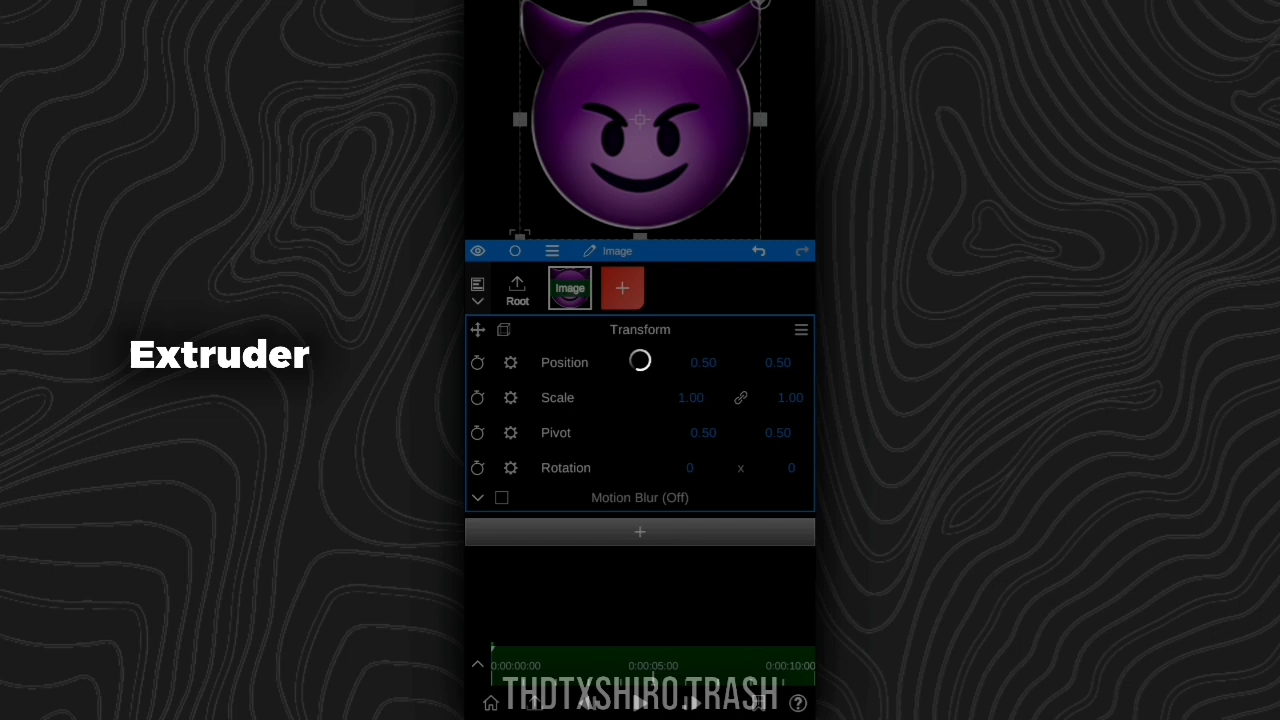 Extruder
Image
Root
Image
Transform
Position 0.50 0.50
Scale 1.00 1.00
Pivot 0.50 0.50
Rotation 0 x 0
Motion Blur (Off)
+
0:00:00:00 0:00:05:00 0:00:10:00
THDTXSHIRO.TRASH